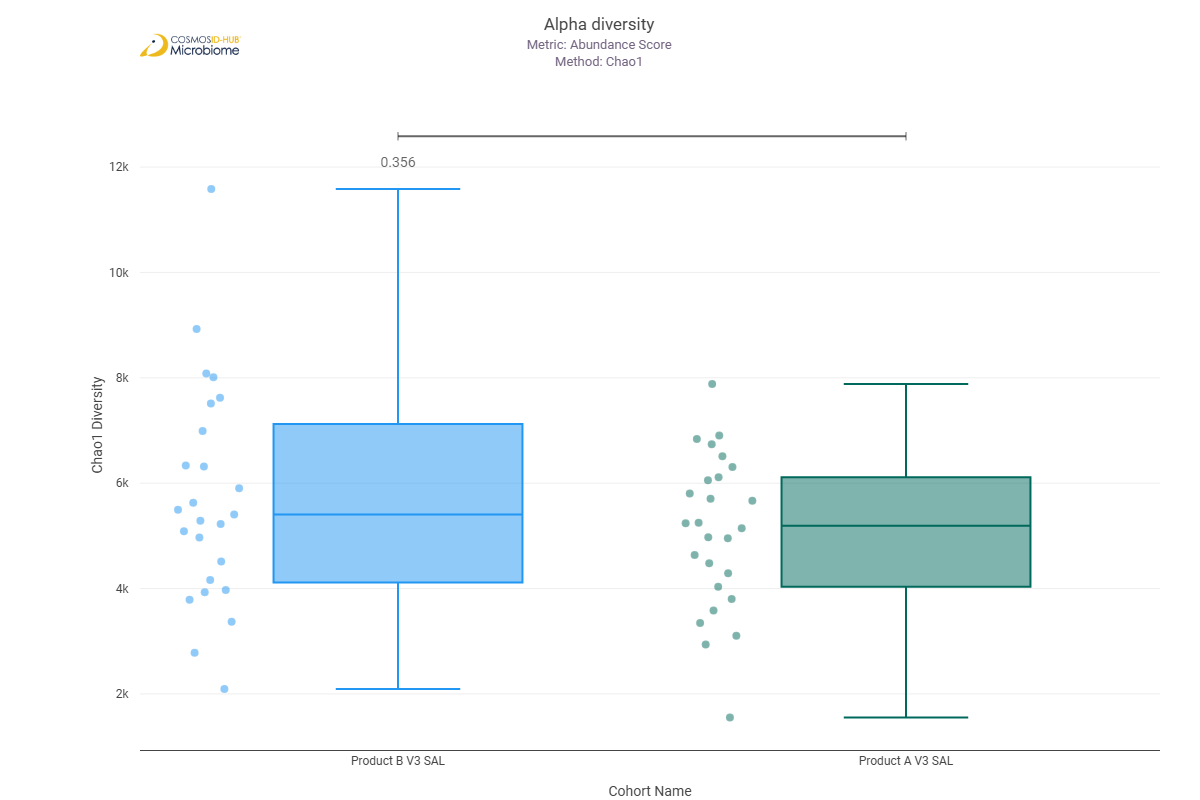 Alpha diversity
Metric: Abundance Score
Method: Chao1
COSMOSID-HUB
Microbiome
0.356
12k
10k
8k
6k
4k
2k
Chao1 Diversity
Product B V3 SAL
Product A V3 SAL
Cohort Name